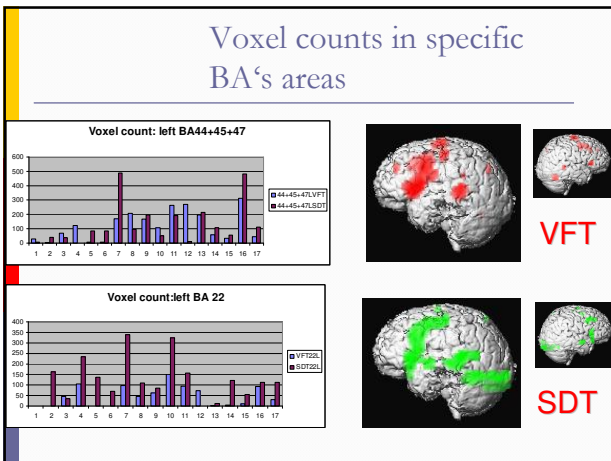 Voxel counts in specific
BA‘s areas
Voxel count: left BA44+45+47
600
500
400
300
200
100
0
1 2 3 4 5 6 7 8 9 10 11 12 13 14 15 16 17
44+45+47LVFT
44+45+47LSDT
VFT
Voxel count:left BA 22
400
350
300
250
200
150
100
50
0
1 2 3 4 5 6 7 8 9 10 11 12 13 14 15 16 17
VFT22L
SDT22L
SDT